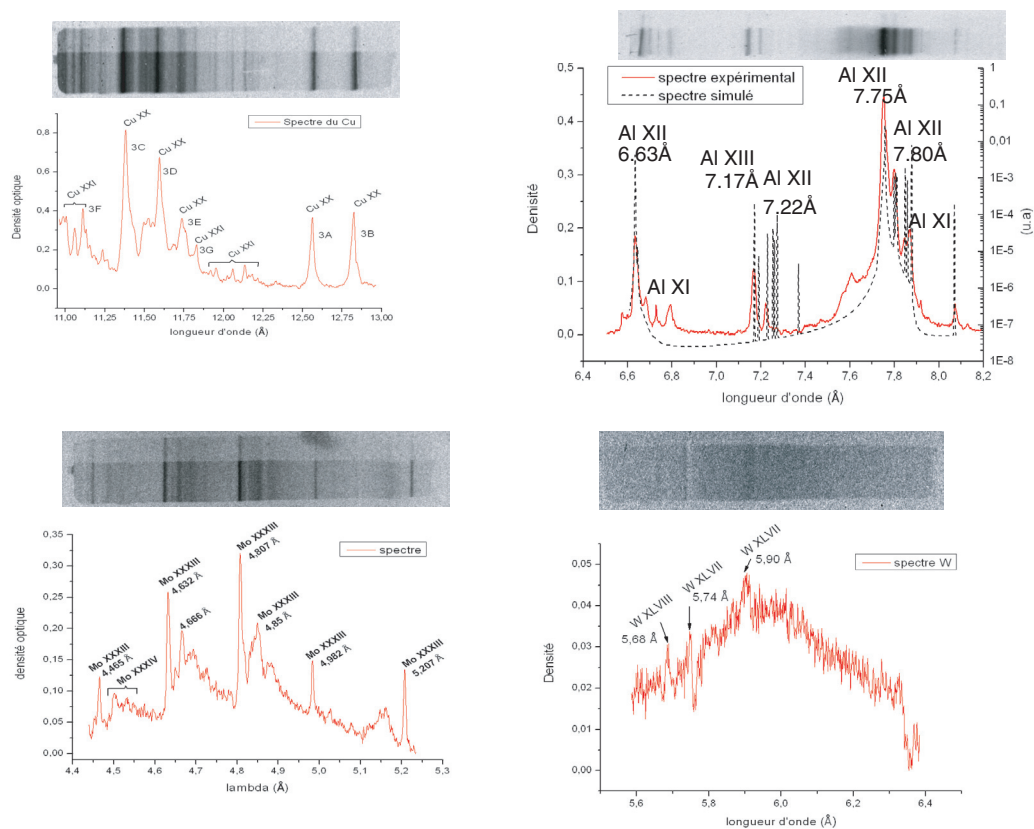 Spectre du Cu
Densité optique
0,8
0,6
0,4
0,2
0,0
Cu XXI
3F
Cu XX
3C
Cu XX
3D
Cu XX
3E
Cu XXI
3G
Cu XXI
Cu XX
3A
Cu XX
3B
11,00 11,25 11,50 11,75 12,00 12,25 12,50 12,75 13,00
longueur d'onde (Å)
spectre expérimental
spectre simulé
Denisité
0,5
0,4
0,3
0,2
0,1
0,0
Al XII
6.63Å
Al XI
Al XIII
7.17Å
Al XII
7.22Å
Al XII
7.75Å
Al XII
7.80Å
Al XI
1
0,1
0,01
1E-3
1E-4
1E-5
1E-6
1E-7
1E-8
(u.a)
6,4 6,6 6,8 7,0 7,2 7,4 7,6 7,8 8,0 8,2
longueur d'onde (Å)
spectre
densité optique
0,35
0,30
0,25
0,20
0,15
0,10
0,05
0,00
Mo XXXIII
4,465 Å
Mo XXXIV
Mo XXXIII
4,632 Å
4,666 Å
Mo XXXIII
4,807 Å
Mo XXXIII
4,85 Å
Mo XXXIII
4,982 Å
Mo XXXIII
5,207 Å
4,4 4,5 4,6 4,7 4,8 4,9 5,0 5,1 5,2 5,3
lambda (Å)
spectre W
Densité
0,05
0,04
0,03
0,02
0,01
0,00
W XLVIII
5,68 Å
W XLVII
5,74 Å
W XLVII
5,90 Å
5,6 5,8 6,0 6,2 6,4
longueur d'onde (Å)